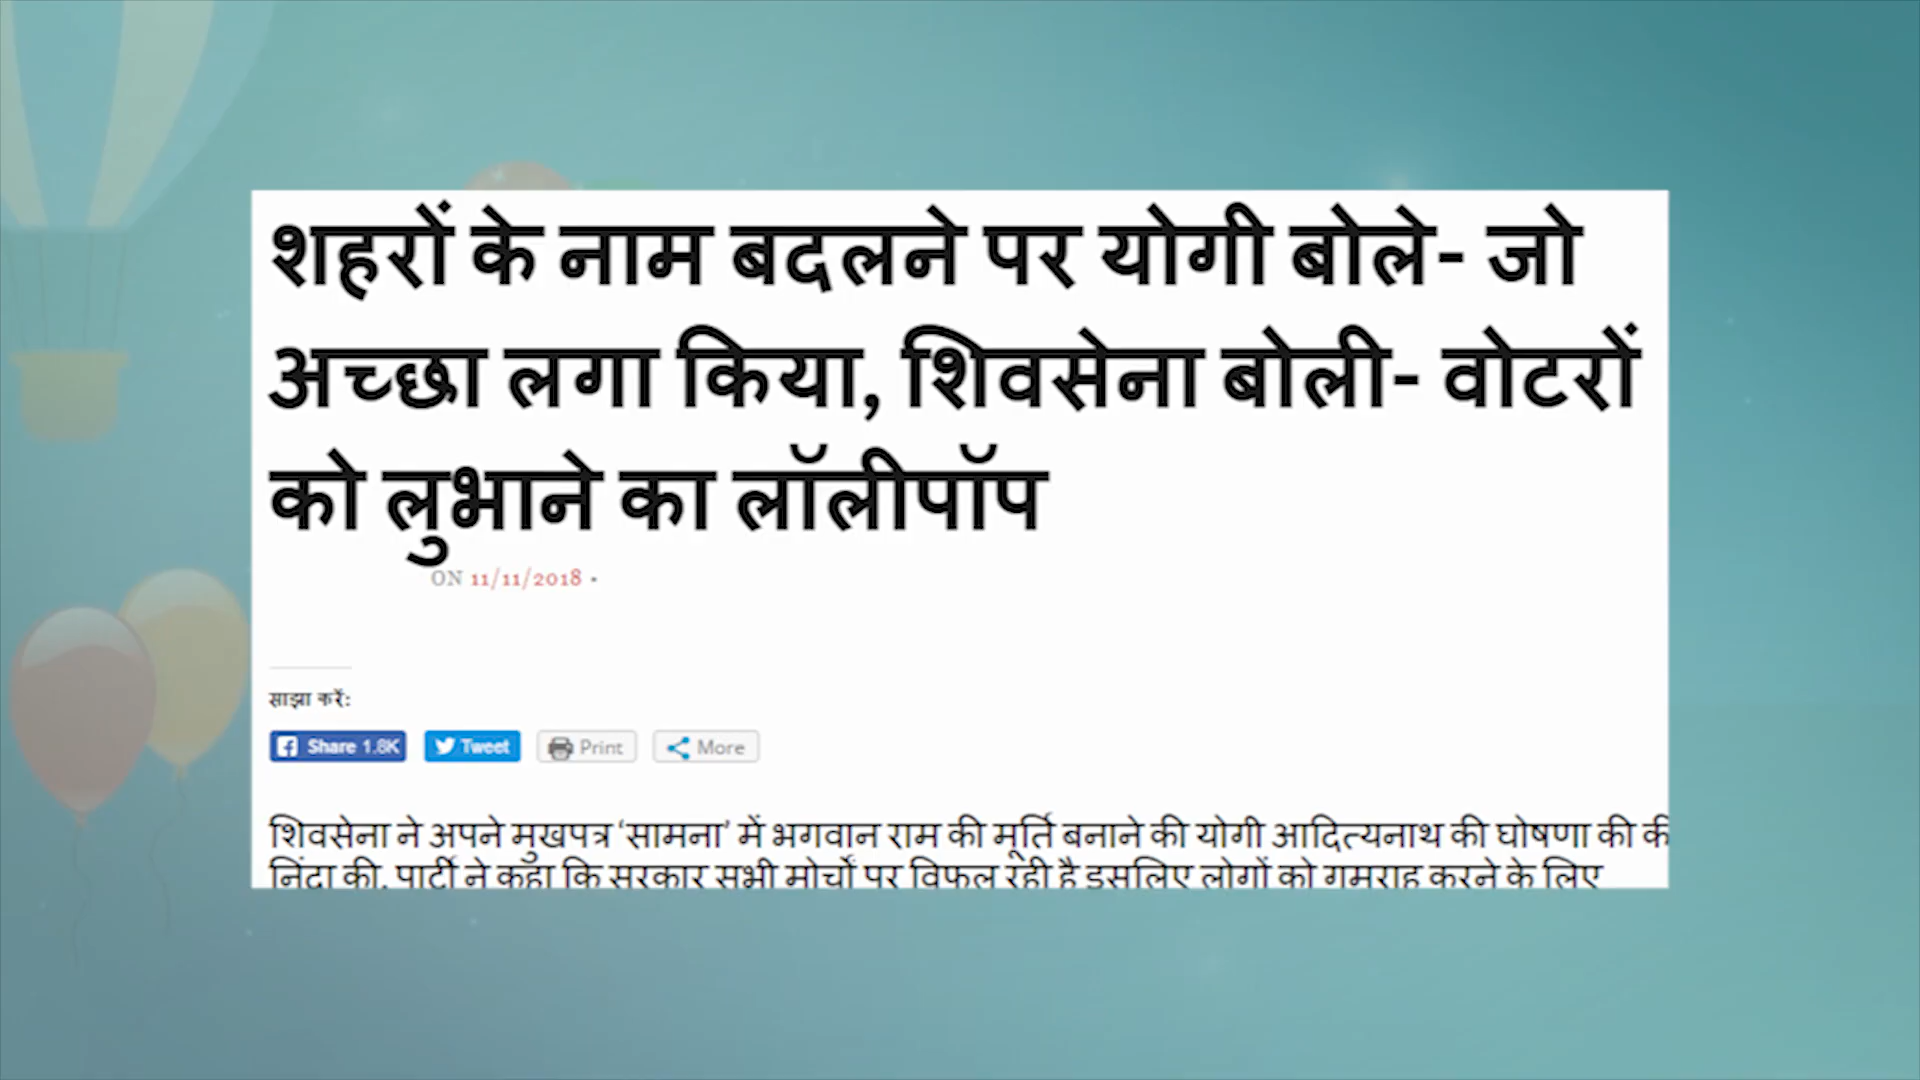 शहरों के नाम बदलने पर योगी बोले- जो
अच्छा लगा किया, शिवसेना बोली- वोटरों
को लुभाने का लॉलीपॉप
ON 11/11/2018 •
साझा करें:
Share 1.8K Tweet Print More
शिवसेना ने अपने मुखपत्र ‘सामना’ में भगवान राम की मूर्ति बनाने की योगी आदित्यनाथ की घोषणा की
निंदा की. पार्टी ने कहा कि सरकार सभी मोर्चों पर विफल रही है इसलिए लोगों को गुमराह करने के लिए